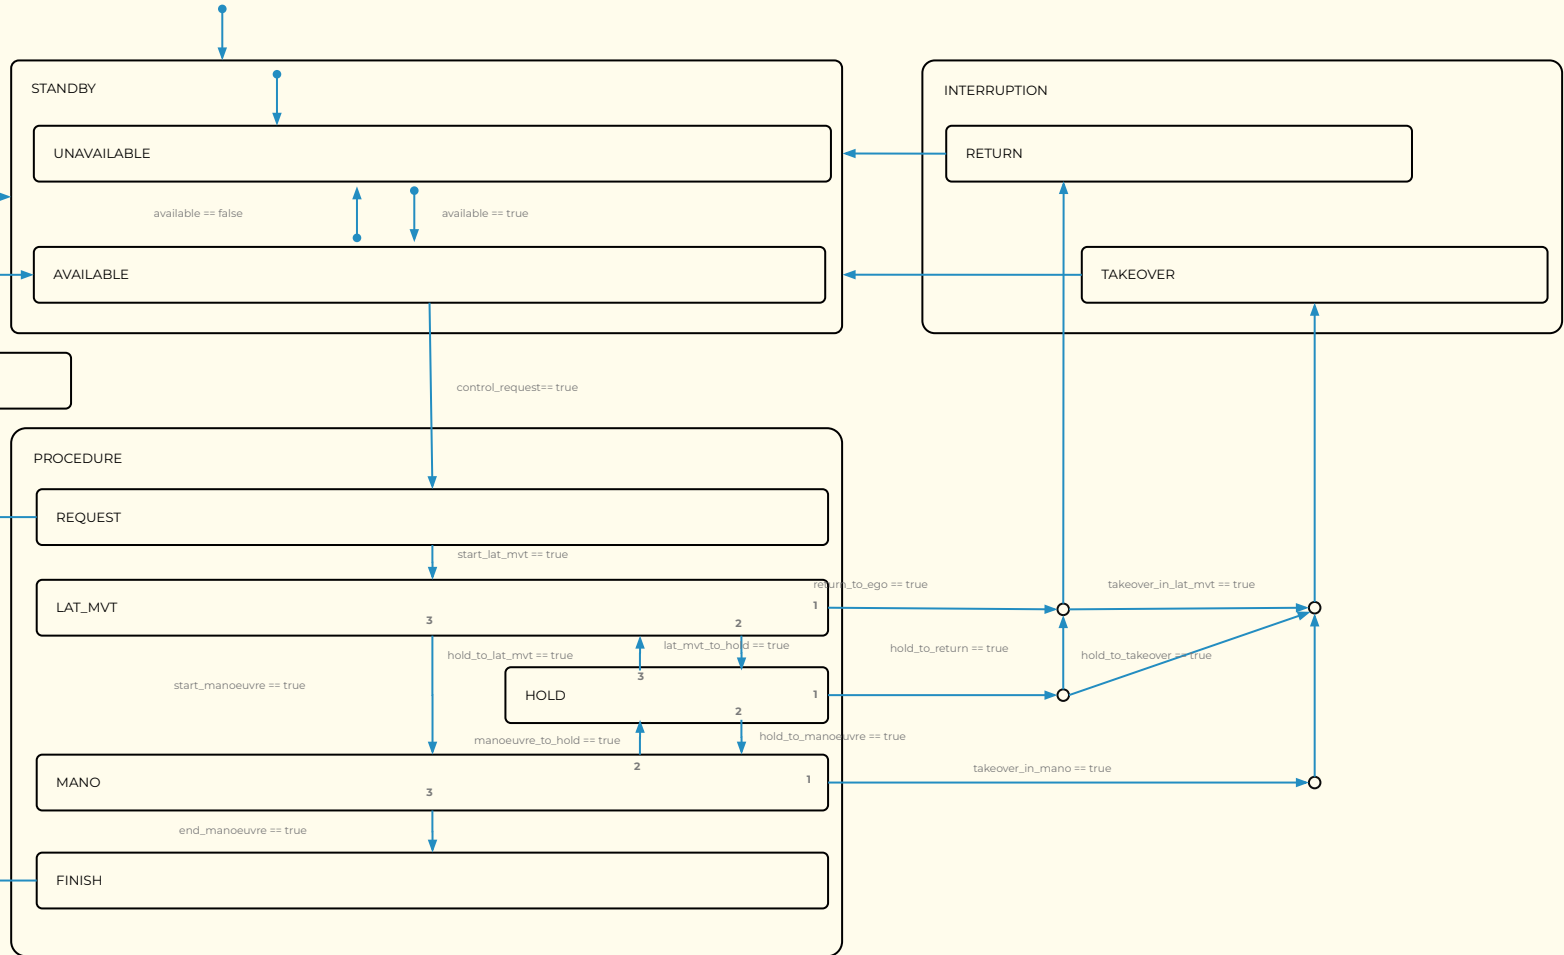 STANDBY
INTERRUPTION
UNAVAILABLE
RETURN
available == false
available == true
AVAILABLE
TAKEOVER
control_request== true
PROCEDURE
REQUEST
start_lat_mvt == true
return_to_ego == true
takeover_in_lat_mvt == true
LAT_MVT
1
3
2
lat_mvt_to_hold == true
hold_to_return == true
hold_to_lat_mvt == true
hold_to_takeover == true
3
start_manoeuvre == true
HOLD
1
2
hold_to_manoeuvre == true
manoeuvre_to_hold == true
2
takeover_in_mano == true
MANO
1
3
end_manoeuvre == true
FINISH